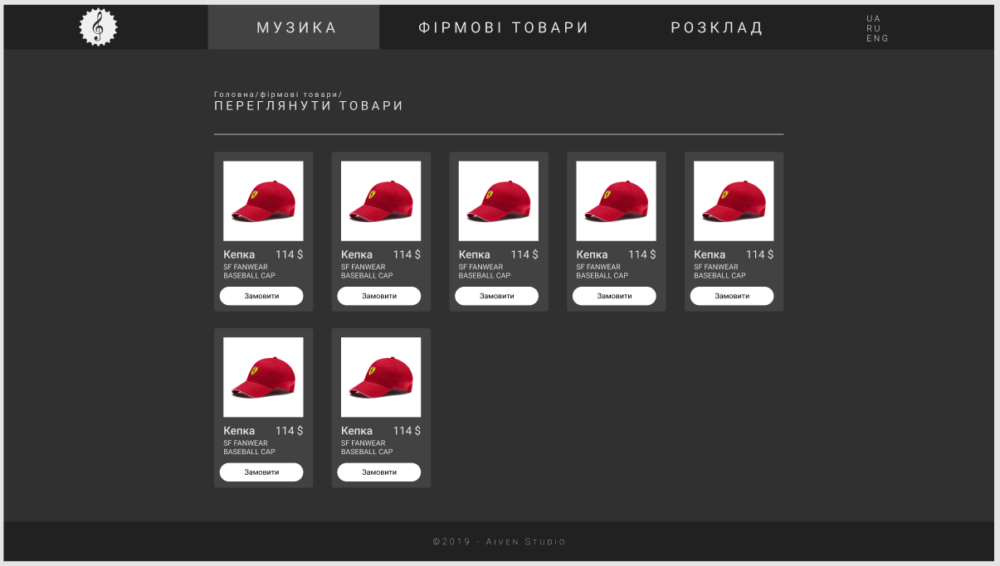 МУЗИКА
ФІРМОВІ ТОВАРИ
РОЗКЛАД
UA
RU
ENG
Головна/фірмові товари/
ПЕРЕГЛЯНУТИ ТОВАРИ
Кепка 114 $
SF FANWEAR
BASEBALL CAP
Замовити
Кепка 114 $
SF FANWEAR
BASEBALL CAP
Замовити
Кепка 114 $
SF FANWEAR
BASEBALL CAP
Замовити
Кепка 114 $
SF FANWEAR
BASEBALL CAP
Замовити
Кепка 114 $
SF FANWEAR
BASEBALL CAP
Замовити
Кепка 114 $
SF FANWEAR
BASEBALL CAP
Замовити
Кепка 114 $
SF FANWEAR
BASEBALL CAP
Замовити
©2019 - Aiven Studio